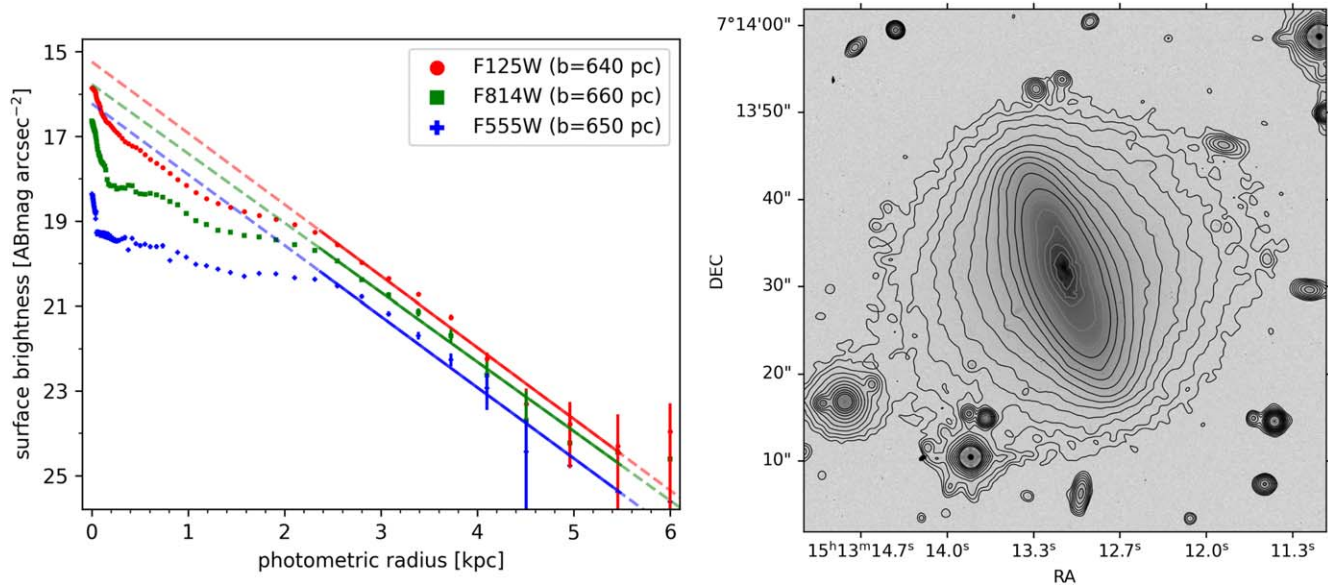 15
17
19
21
23
25
surface brightness [ABmag arcsec⁻²]
F125W (b=640 pc)
F814W (b=660 pc)
F555W (b=650 pc)
0 1 2 3 4 5 6
photometric radius [kpc]
7°14'00"
13'50"
40"
30"
20"
10"
DEC
15ʰ13ᵐ14.7ˢ 14.0ˢ 13.3ˢ 12.7ˢ 12.0ˢ 11.3ˢ
RA